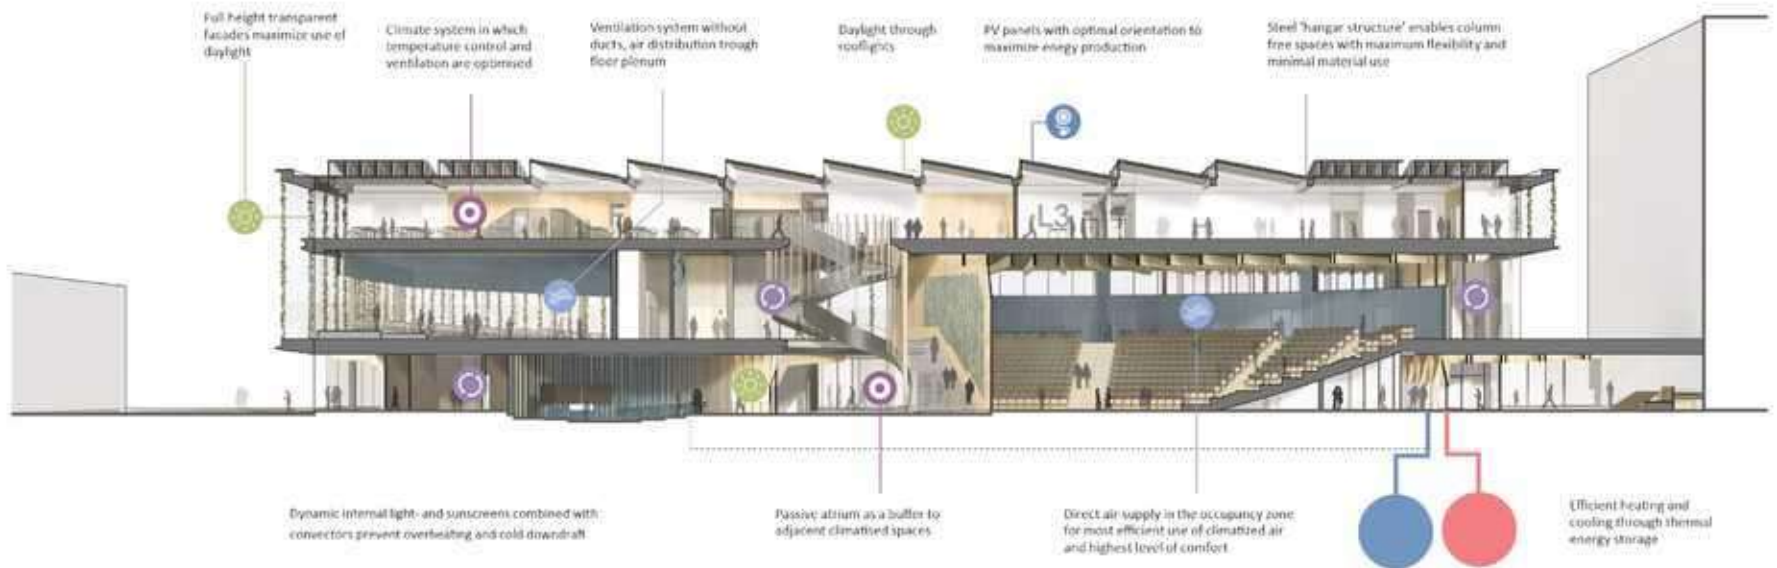 Full height transparent
facades maximize use of
daylight
Climate system in which
temperature control and
ventilation are optimised
Ventilation system without
ducts, air distribution trough
floor plenum
Daylight through
rooflights
PV panels with optimal orientation to
maximize enegy production
Steel 'hangar structure' enables column
free spaces with maximum flexibility and
minimal material use
L3
Dynamic internal light- and sunscreens combined with
convectors prevent overheating and cold downdraft
Passive atrium as a buffer to
adjacent climatised spaces
Direct air supply in the occupancy zone
for most efficient use of climatized air
and highest level of comfort
Efficient heating and
cooling through thermal
energy storage